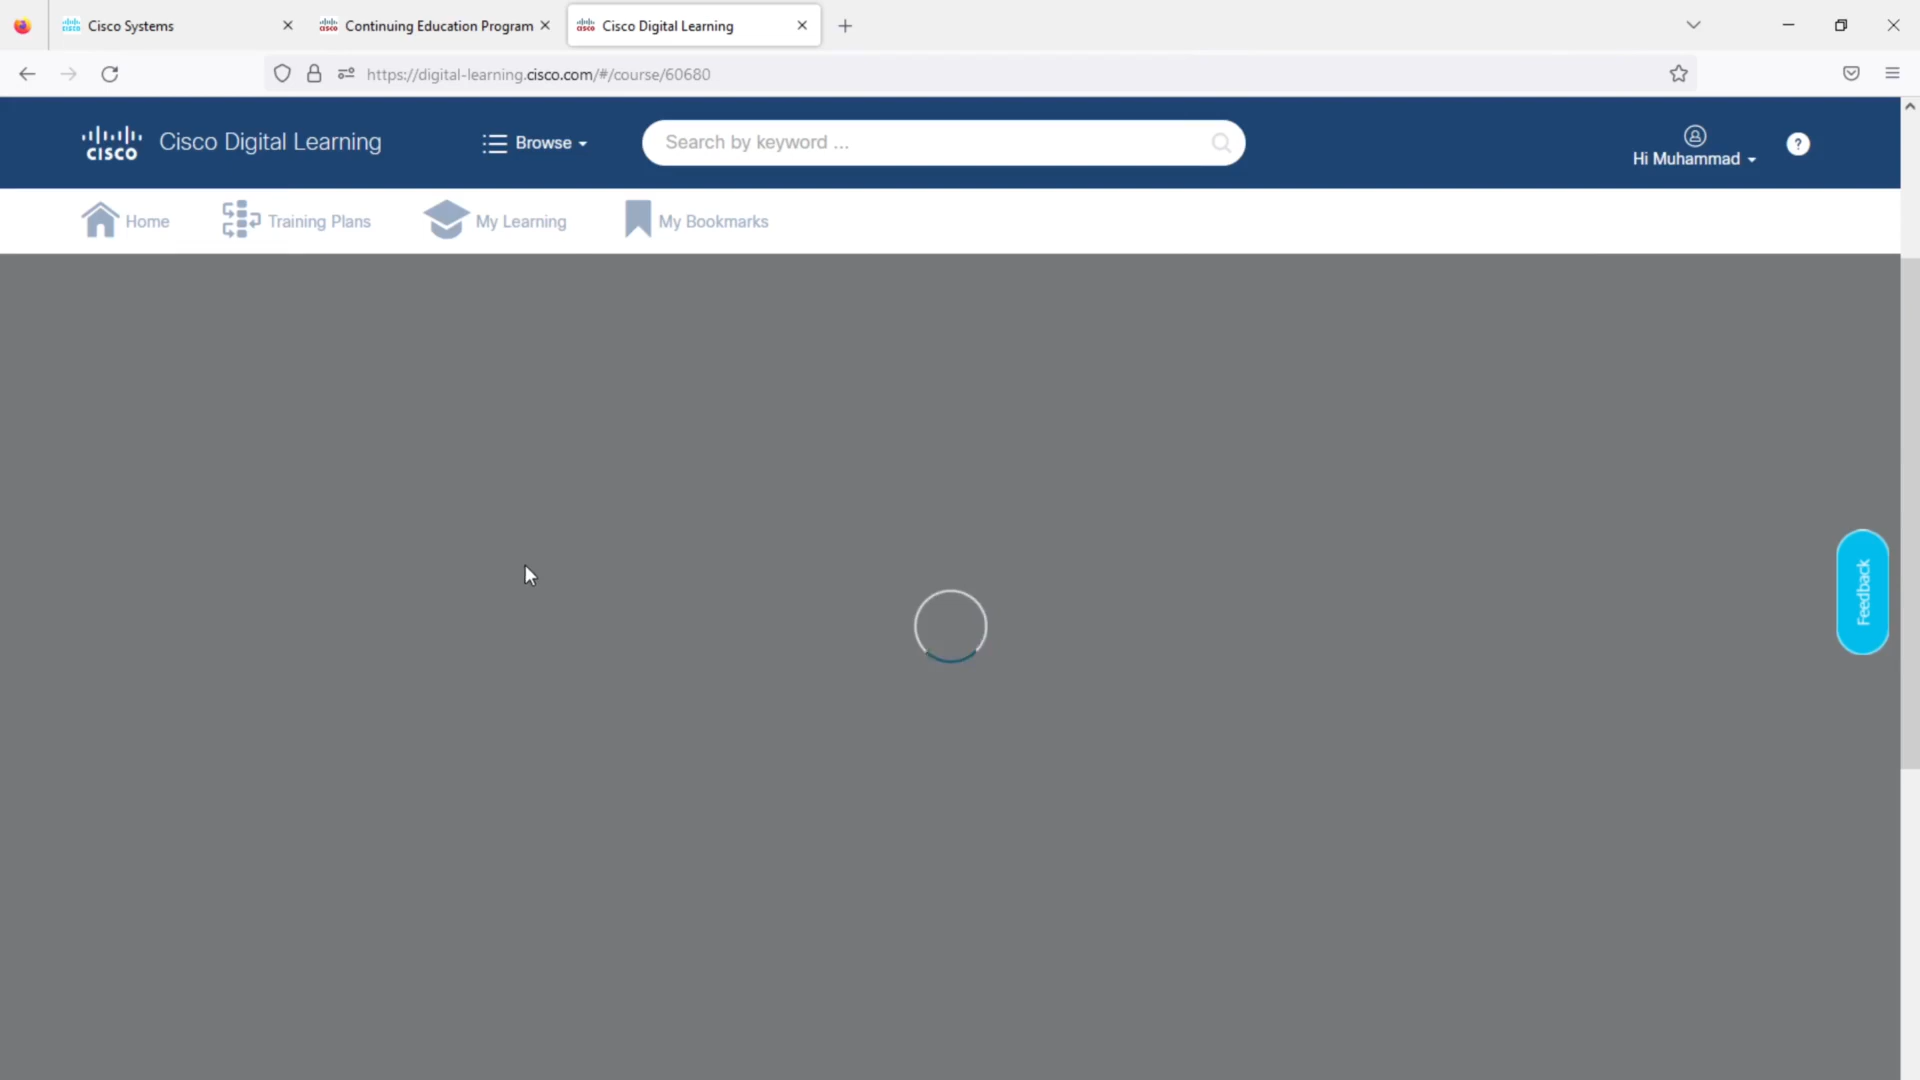 Cisco Systems
Continuing Education Program
Cisco Digital Learning
https://digital-learning.cisco.com/#/course/60680
CISCO Cisco Digital Learning
Browse
Search by keyword ...
Hi Muhammad
?
Home
Training Plans
My Learning
My Bookmarks
Feedback